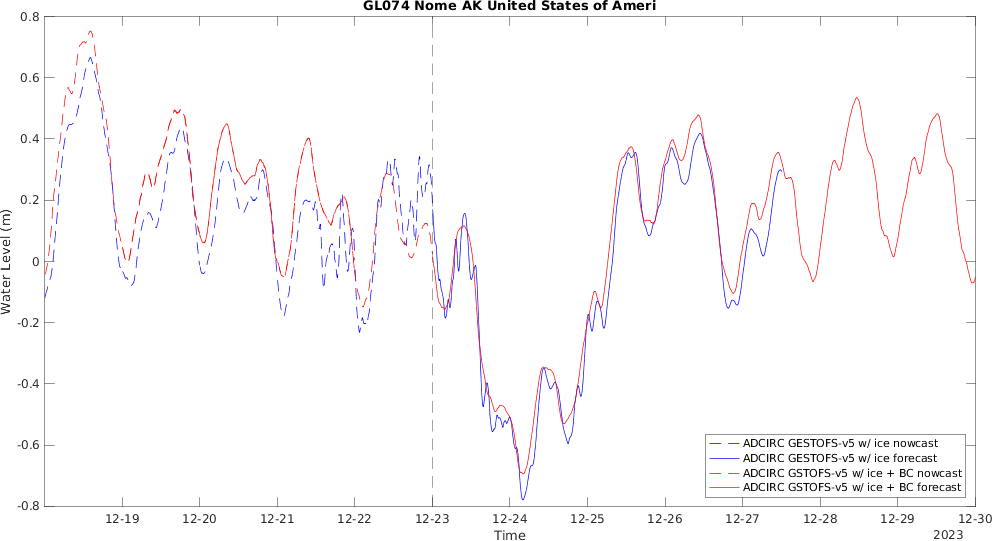 GL074 Nome AK United States of Ameri
Water Level (m)
0.8
0.6
0.4
0.2
0
-0.2
-0.4
-0.6
-0.8
ADCIRC GESTOFS-v5 w/ ice nowcast
ADCIRC GESTOFS-v5 w/ ice forecast
ADCIRC GSTOFS-v5 w/ ice + BC nowcast
ADCIRC GSTOFS-v5 w/ ice + BC forecast
12-19 12-20 12-21 12-22 12-23 12-24 12-25 12-26 12-27 12-28 12-29 12-30
Time
2023